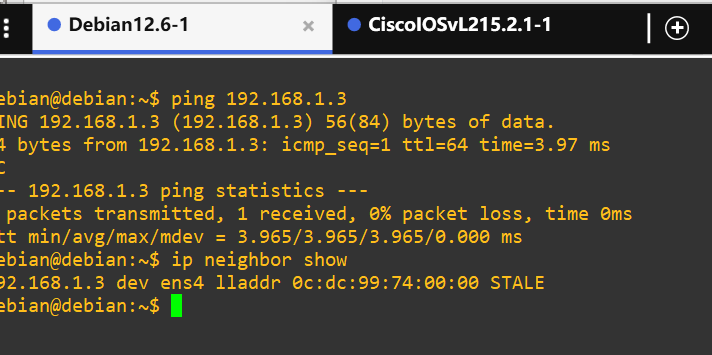 Debian12.6-1
CiscoIOSvL215.2.1-1
ebian@debian:~$ ping 192.168.1.3
ING 192.168.1.3 (192.168.1.3) 56(84) bytes of data.
4 bytes from 192.168.1.3: icmp_seq=1 ttl=64 time=3.97 ms
C
-- 192.168.1.3 ping statistics ---
packets transmitted, 1 received, 0% packet loss, time 0ms
tt min/avg/max/mdev = 3.965/3.965/3.965/0.000 ms
ebian@debian:~$ ip neighbor show
92.168.1.3 dev ens4 lladdr 0c:dc:99:74:00:00 STALE
ebian@debian:~$